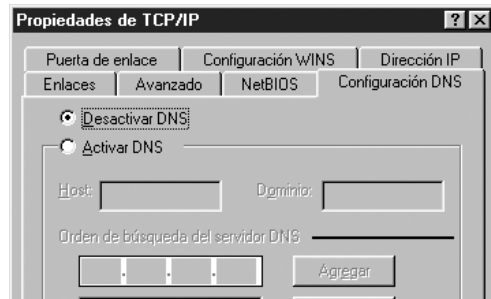 Propiedades de TCP/IP
Puerta de enlace Configuración WINS Dirección IP
Enlaces Avanzado NetBIOS Configuración DNS
Desactivar DNS
Activar DNS
Host: Dominio:
Orden de búsqueda del servidor DNS
Agregar